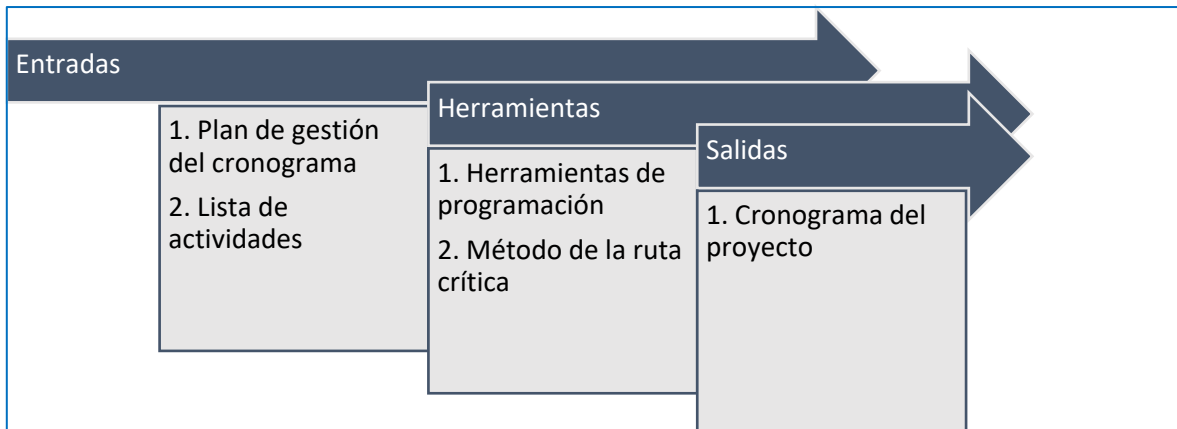 Entradas
1. Plan de gestión
del cronograma
2. Lista de
actividades
Herramientas
1. Herramientas de
programación
2. Método de la ruta
crítica
Salidas
1. Cronograma del
proyecto